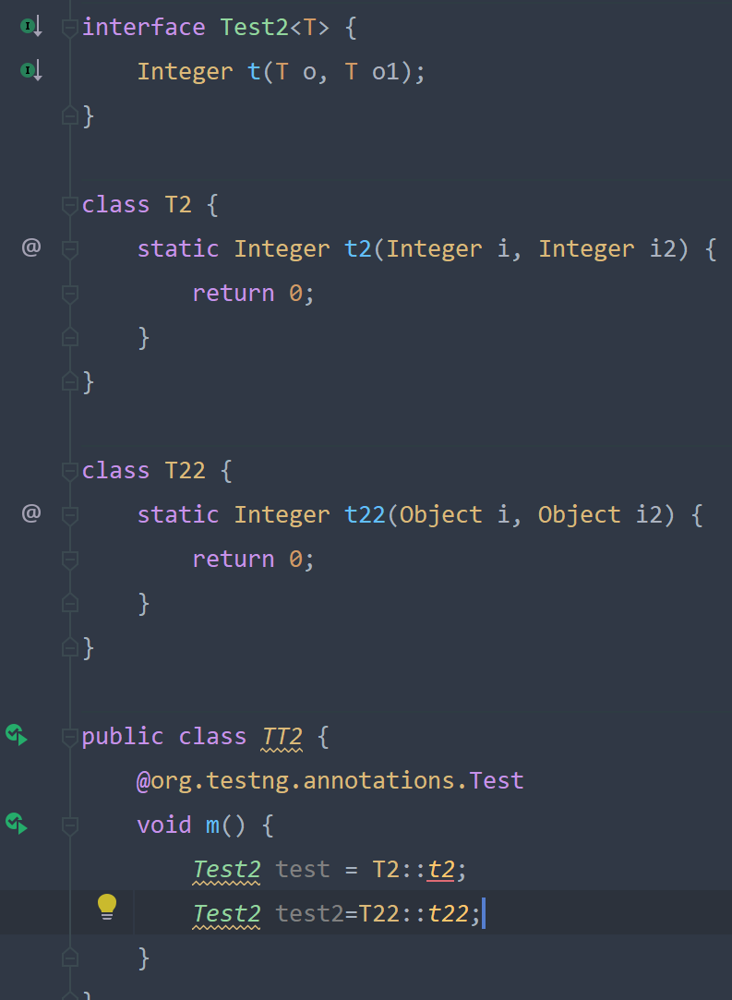 interface Test2<T> {
    Integer t(T o, T o1);
}
class T2 {
@
    static Integer t2(Integer i, Integer i2) {
        return 0;
    }
}
class T22 {
@
    static Integer t22(Object i, Object i2) {
        return 0;
    }
}
public class TT2 {
    @org.testng.annotations.Test
    void m() {
        Test2 test = T2::t2;
        Test2 test2=T22::t22;
    }
}